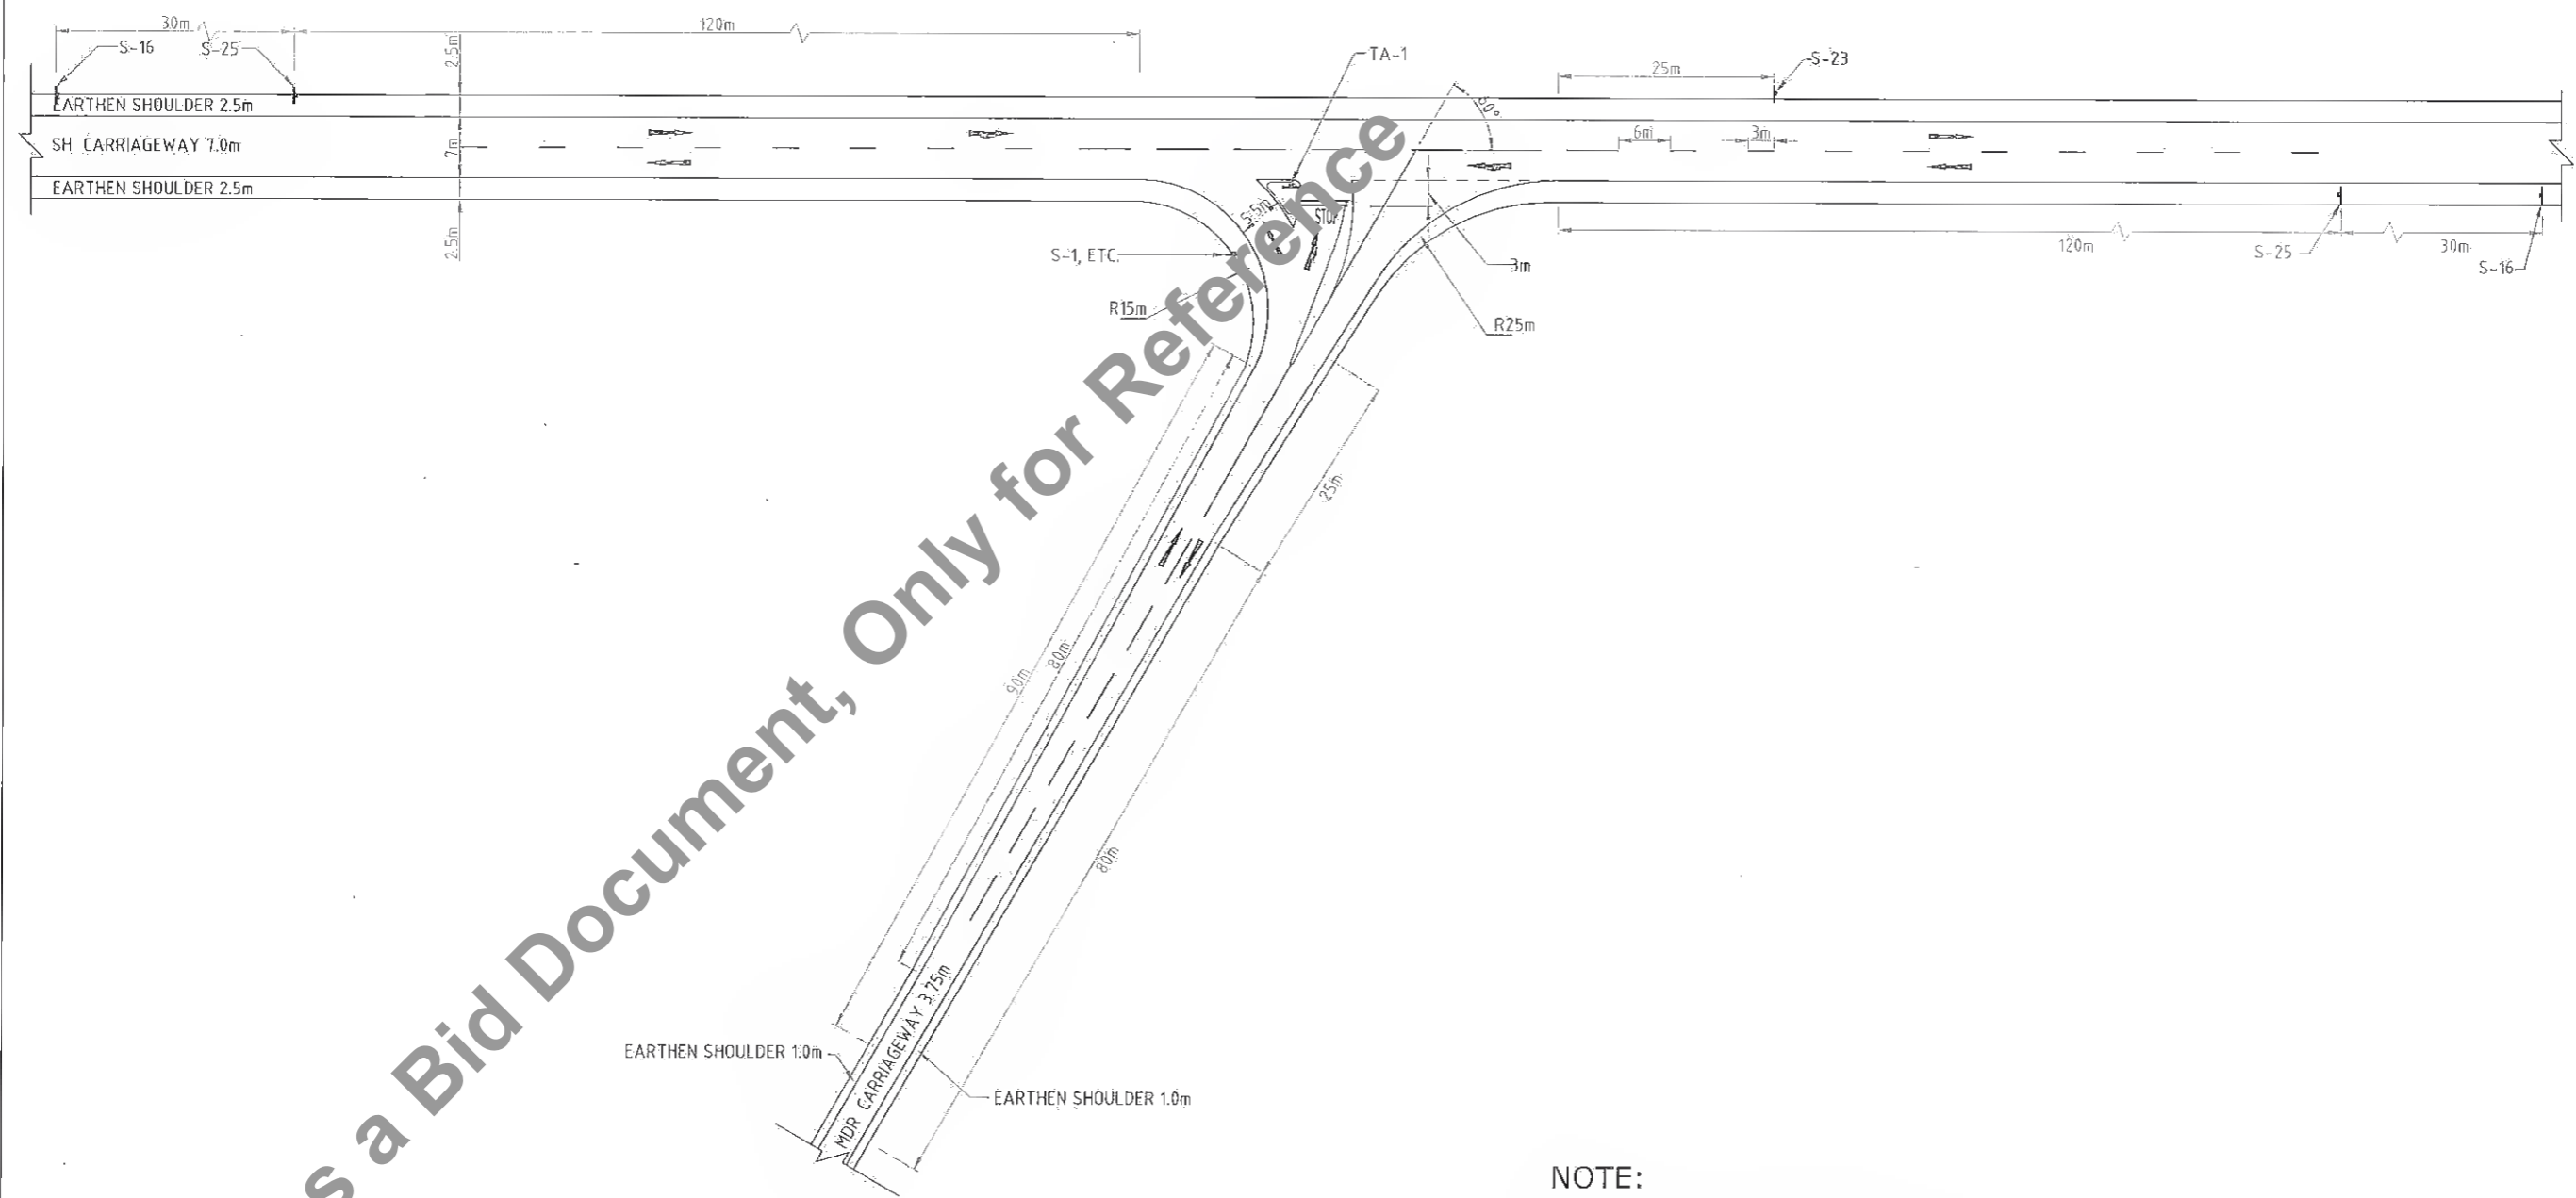 30m
120m
S-16
S-25
2.5m
TA-1
S-23
25m
60°
EARTHEN SHOULDER 2.5m
SH CARRIAGEWAY 7.0m
7m
6m
3m
EARTHEN SHOULDER 2.5m
5.5m
STOP
2.5m
S-1, ETC.
3m
120m
S-25
30m
S-16
R15m
R25m
25m
90m
80m
80m
MDR CARRIAGEWAY 3.75m
EARTHEN SHOULDER 1.0m
EARTHEN SHOULDER 1.0m
s a Bid Document, Only for Reference
NOTE: